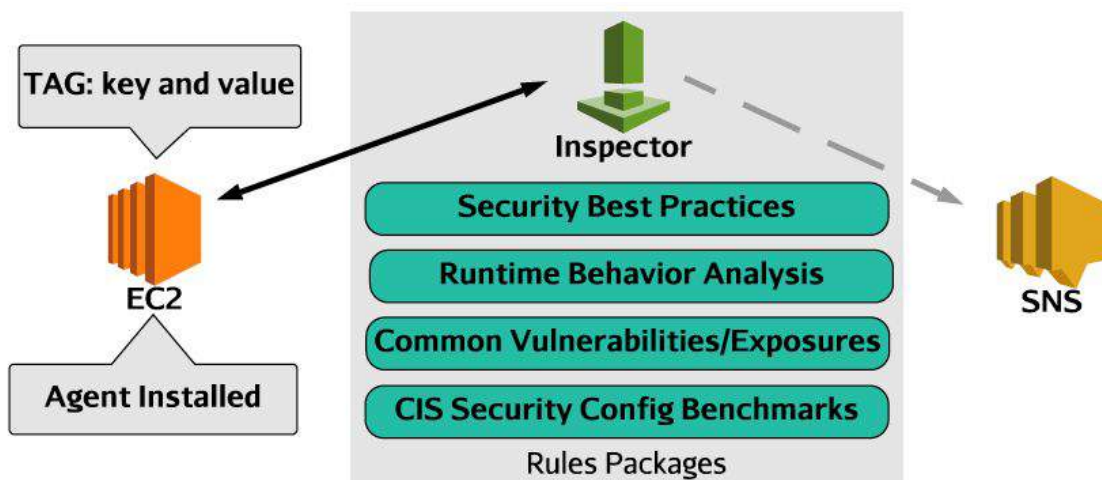 TAG: key and value
EC2
Agent Installed
Inspector
Security Best Practices
Runtime Behavior Analysis
Common Vulnerabilities/Exposures
CIS Security Config Benchmarks
Rules Packages
SNS